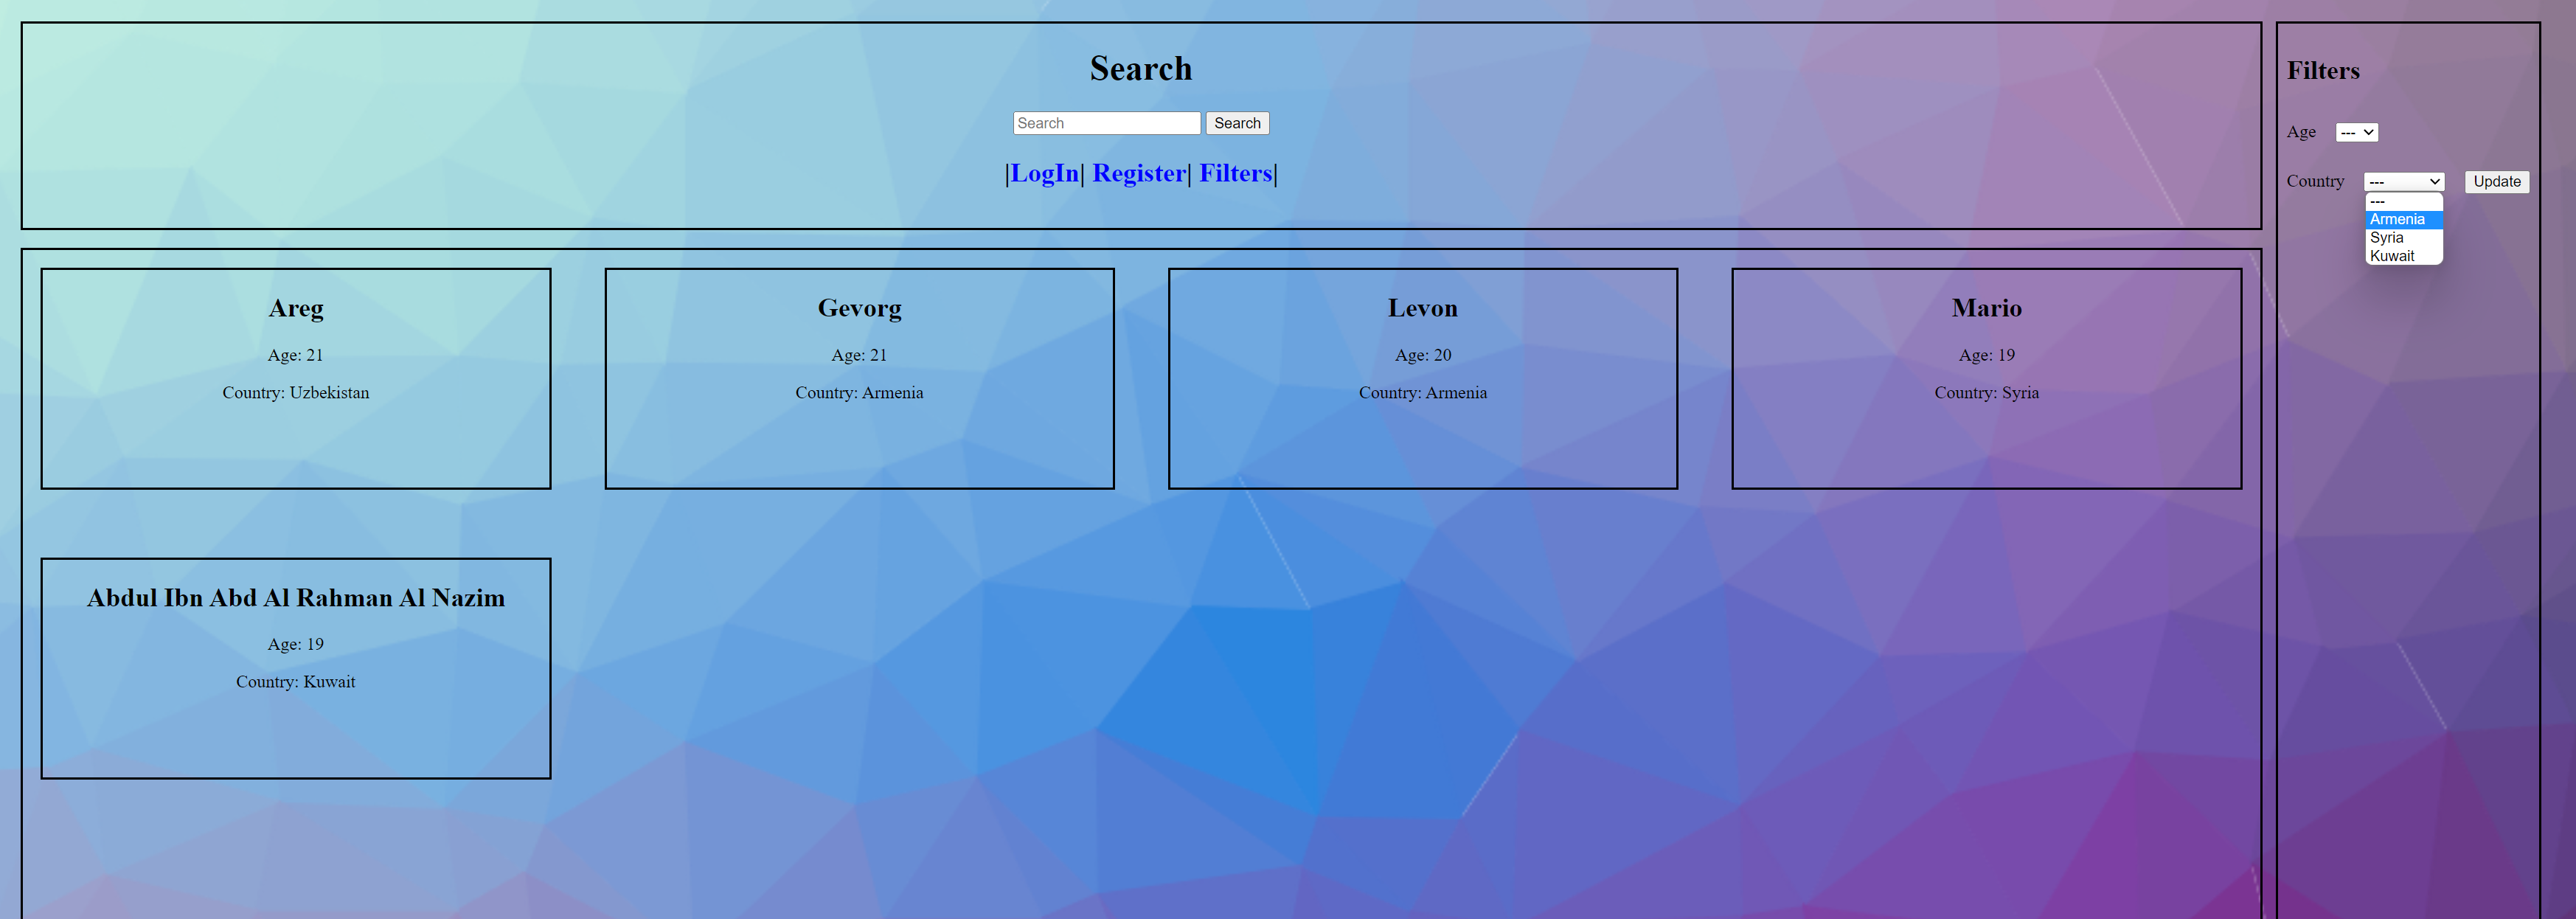 Search
Search Search
|LogIn| Register| Filters|
Filters
Age ---
Country --- Update
---
Armenia
Syria
Kuwait
Areg
Age: 21
Country: Uzbekistan
Gevorg
Age: 21
Country: Armenia
Levon
Age: 20
Country: Armenia
Mario
Age: 19
Country: Syria
Abdul Ibn Abd Al Rahman Al Nazim
Age: 19
Country: Kuwait